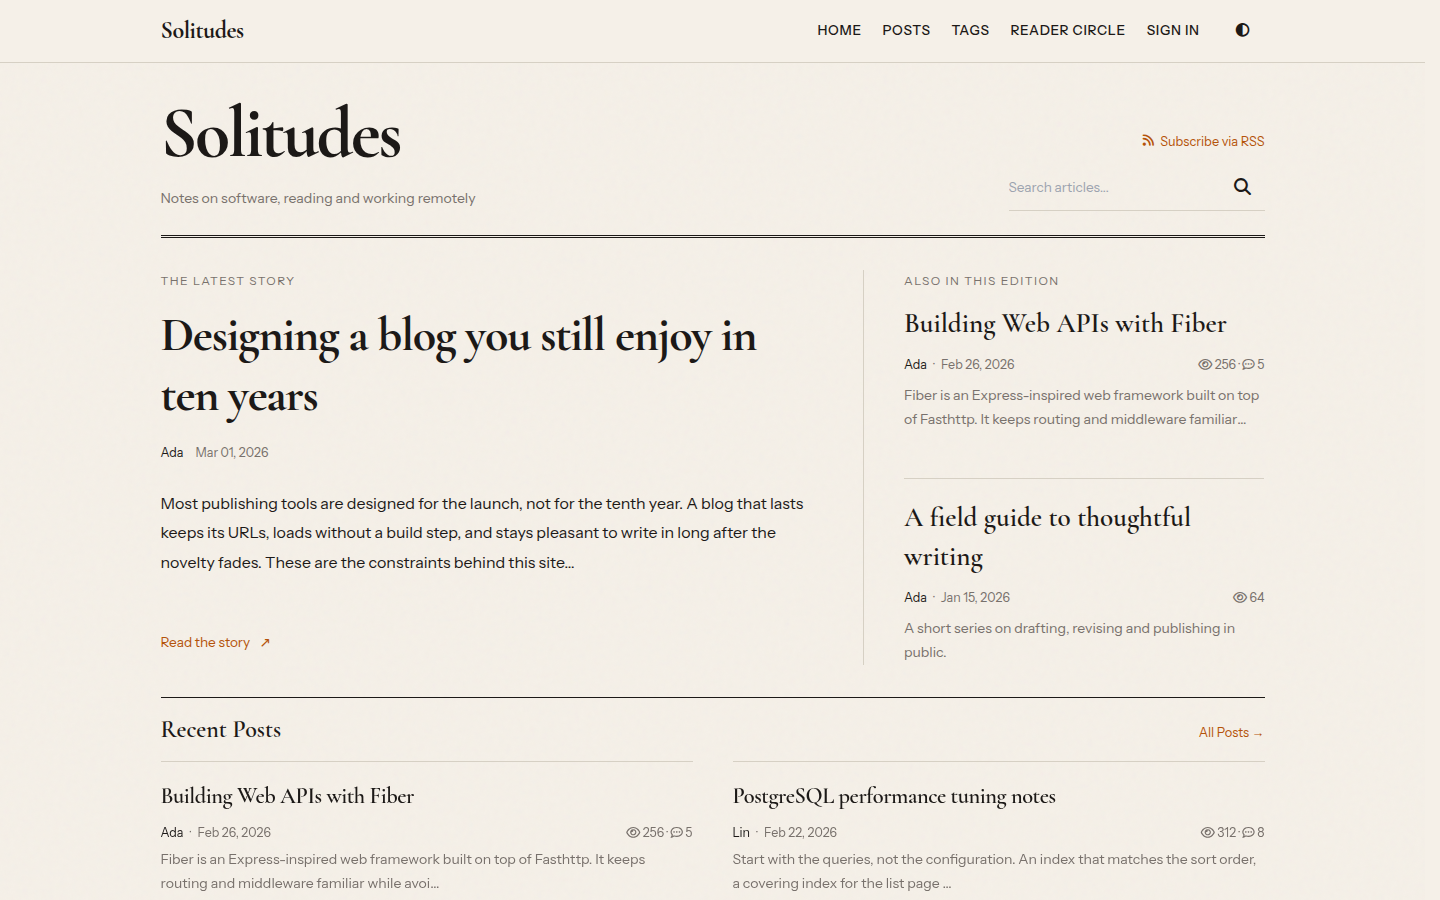 Solitudes
HOME POSTS TAGS READER CIRCLE SIGN IN
Solitudes
Notes on software, reading and working remotely
Subscribe via RSS
Search articles...
THE LATEST STORY
Designing a blog you still enjoy in
ten years
Ada Mar 01, 2026
Most publishing tools are designed for the launch, not for the tenth year. A blog that lasts
keeps its URLs, loads without a build step, and stays pleasant to write in long after the
novelty fades. These are the constraints behind this site...
Read the story ↗
ALSO IN THIS EDITION
Building Web APIs with Fiber
Ada · Feb 26, 2026 256 · 5
Fiber is an Express-inspired web framework built on top
of Fasthttp. It keeps routing and middleware familiar...
A field guide to thoughtful
writing
Ada · Jan 15, 2026 64
A short series on drafting, revising and publishing in
public.
Recent Posts
All Posts →
Building Web APIs with Fiber
Ada · Feb 26, 2026 256 · 5
Fiber is an Express-inspired web framework built on top of Fasthttp. It keeps
routing and middleware familiar while avoi...
PostgreSQL performance tuning notes
Lin · Feb 22, 2026 312 · 8
Start with the queries, not the configuration. An index that matches the sort order,
a covering index for the list page ...